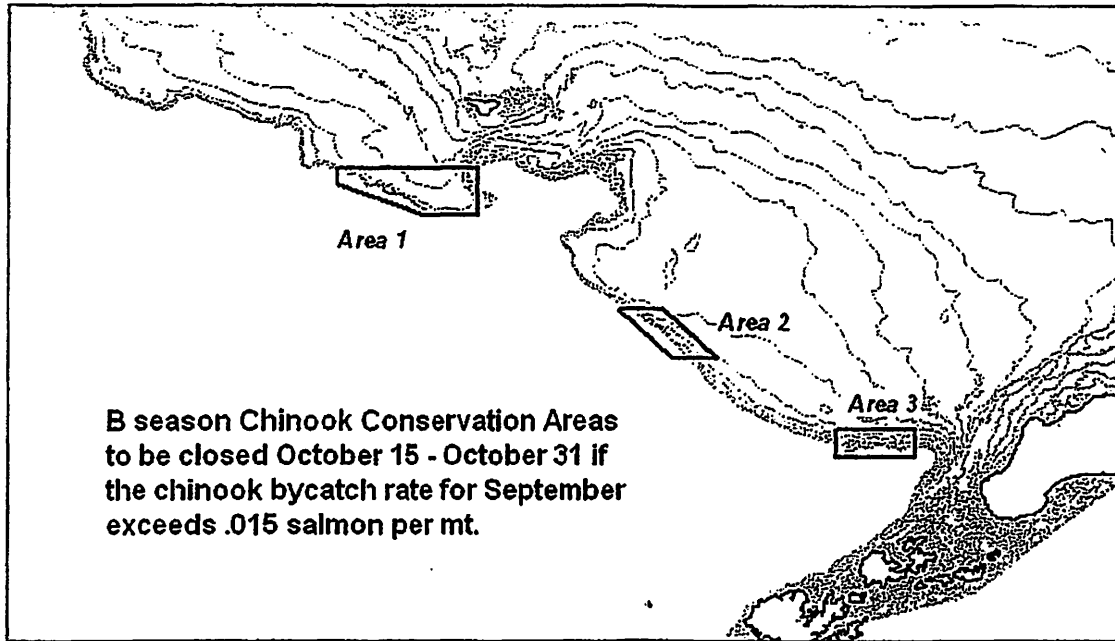 Area 1
Area 2
Area 3
B season Chinook Conservation Areas
to be closed October 15 - October 31 if
the chinook bycatch rate for September
exceeds .015 salmon per mt.